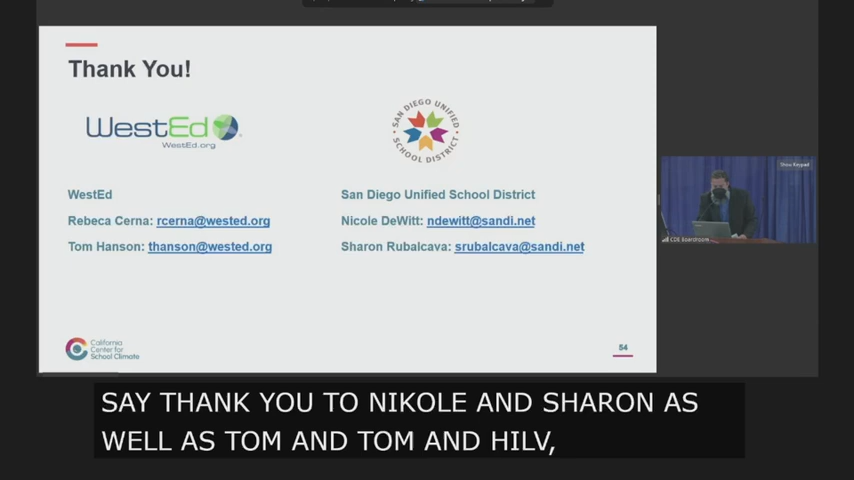 Thank You!
WestEd
WestEd.org
SAN DIEGO UNIFIED
SCHOOL DISTRICT
WestEd
Rebeca Cerna: rcerna@wested.org
Tom Hanson: thanson@wested.org
San Diego Unified School District
Nicole DeWitt: ndewitt@sandi.net
Sharon Rubalcava: srubalcava@sandi.net
California
Center for
School Climate
54
Show Keypad
CDE Boardroom
SAY THANK YOU TO NIKOLE AND SHARON AS
WELL AS TOM AND TOM AND HILV,